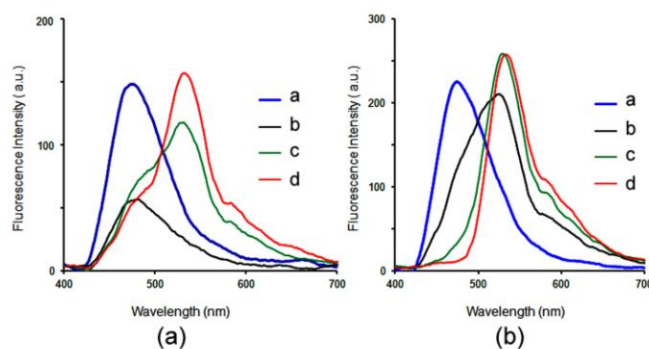 200
100
0
400
500
600
700
Fluorescence Intensity ( a.u.)
Wavelength (nm)
a
b
c
d
(a)
300
200
100
0
400
500
600
700
Fluorescence Intensity (a.u.)
Wavelength (nm)
a
b
c
d
(b)